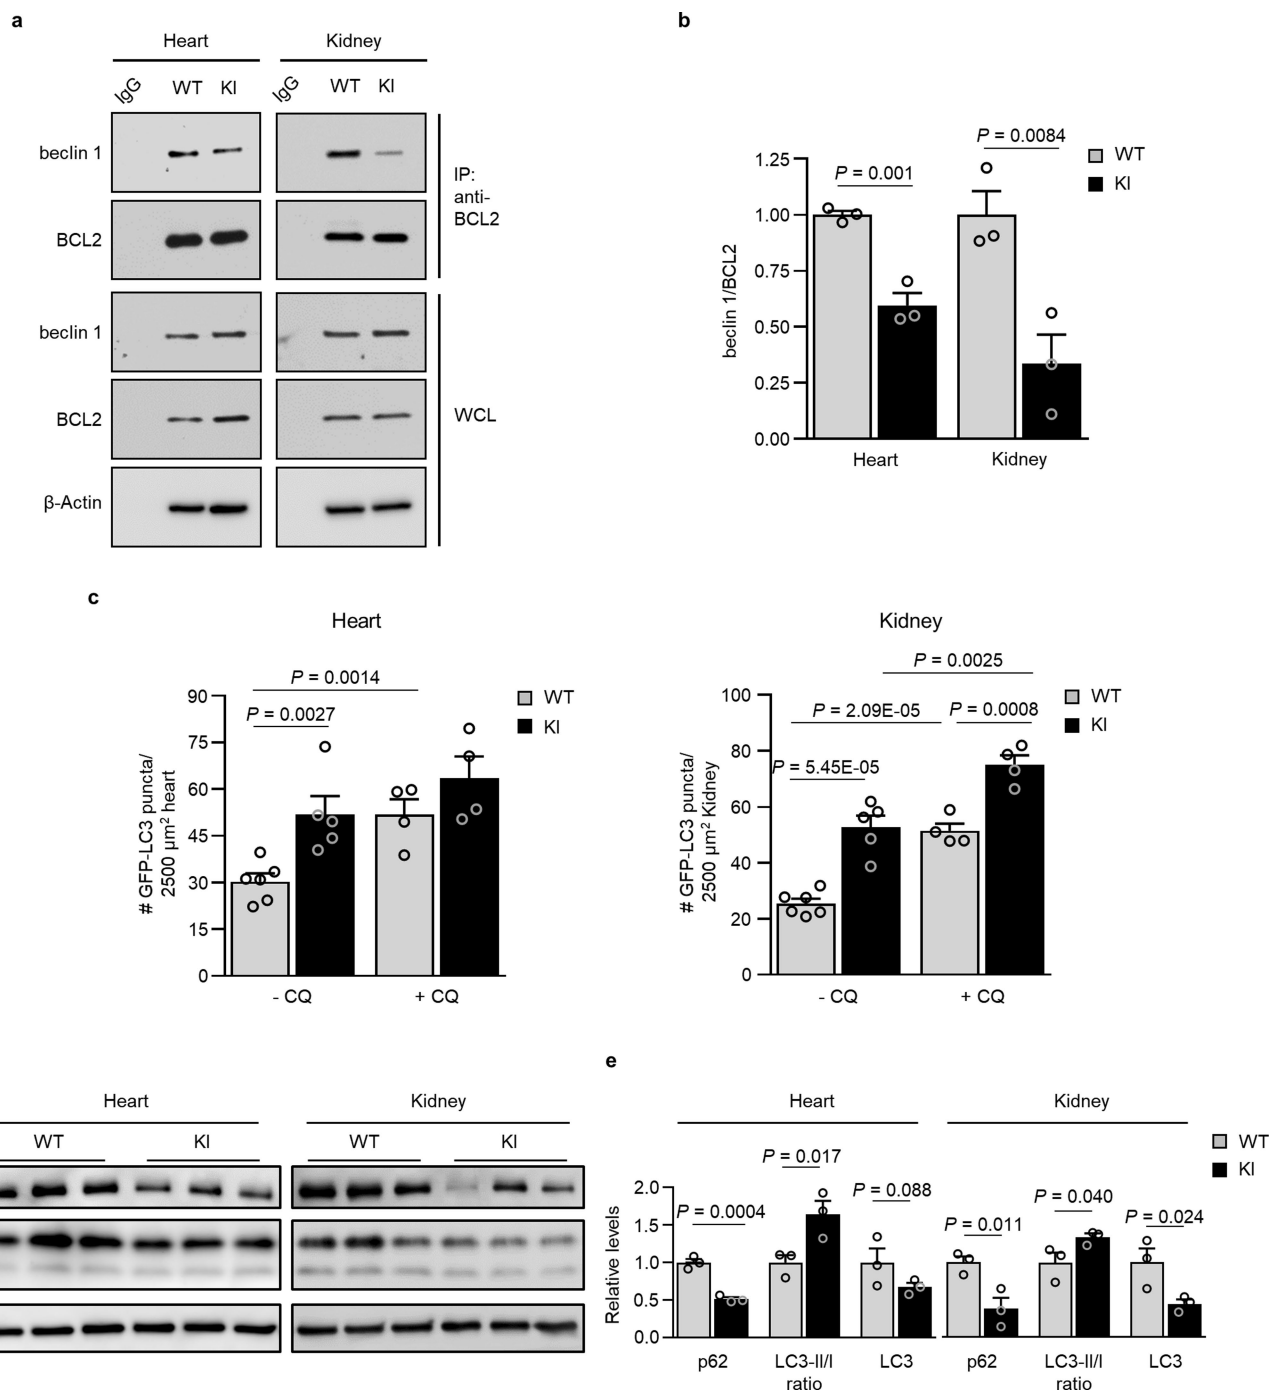 a
Heart
Kidney
IgG WT KI IgG WT KI
beclin 1
BCL2
IP:
anti-
BCL2
beclin 1
BCL2
β-Actin
WCL
b
P = 0.0084
P = 0.001
WT
KI
1.25
1.00
0.75
0.50
0.25
0.00
beclin 1/BCL2
Heart
Kidney
c
Heart
P = 0.0014
P = 0.0027
WT
KI
90
75
60
45
30
15
0
# GFP-LC3 puncta/
2500 µm² heart
- CQ
+ CQ
Kidney
P = 0.0025
P = 2.09E-05
P = 0.0008
P = 5.45E-05
WT
KI
100
80
60
40
20
0
# GFP-LC3 puncta/
2500 µm² Kidney
- CQ
+ CQ
Heart
Kidney
WT KI WT KI
e
Heart
Kidney
WT
KI
P = 0.0004
P = 0.017
P = 0.088
P = 0.011
P = 0.040
P = 0.024
2.0
1.5
1.0
0.5
0.0
Relative levels
p62
LC3-II/I
ratio
LC3
p62
LC3-II/I
ratio
LC3